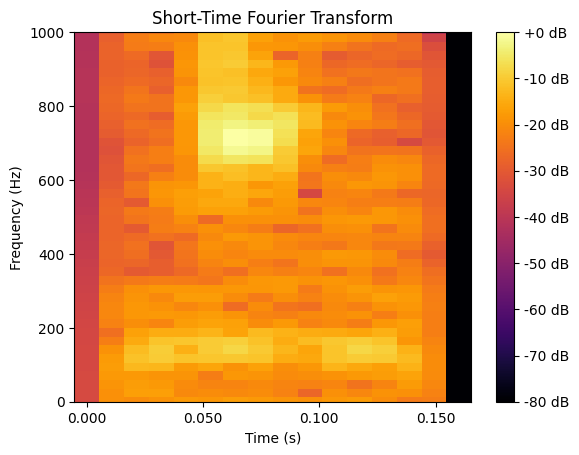 Short-Time Fourier Transform
Frequency (Hz)
1000
800
600
400
200
0
0.000
0.050
0.100
0.150
Time (s)
+0 dB
-10 dB
-20 dB
-30 dB
-40 dB
-50 dB
-60 dB
-70 dB
-80 dB